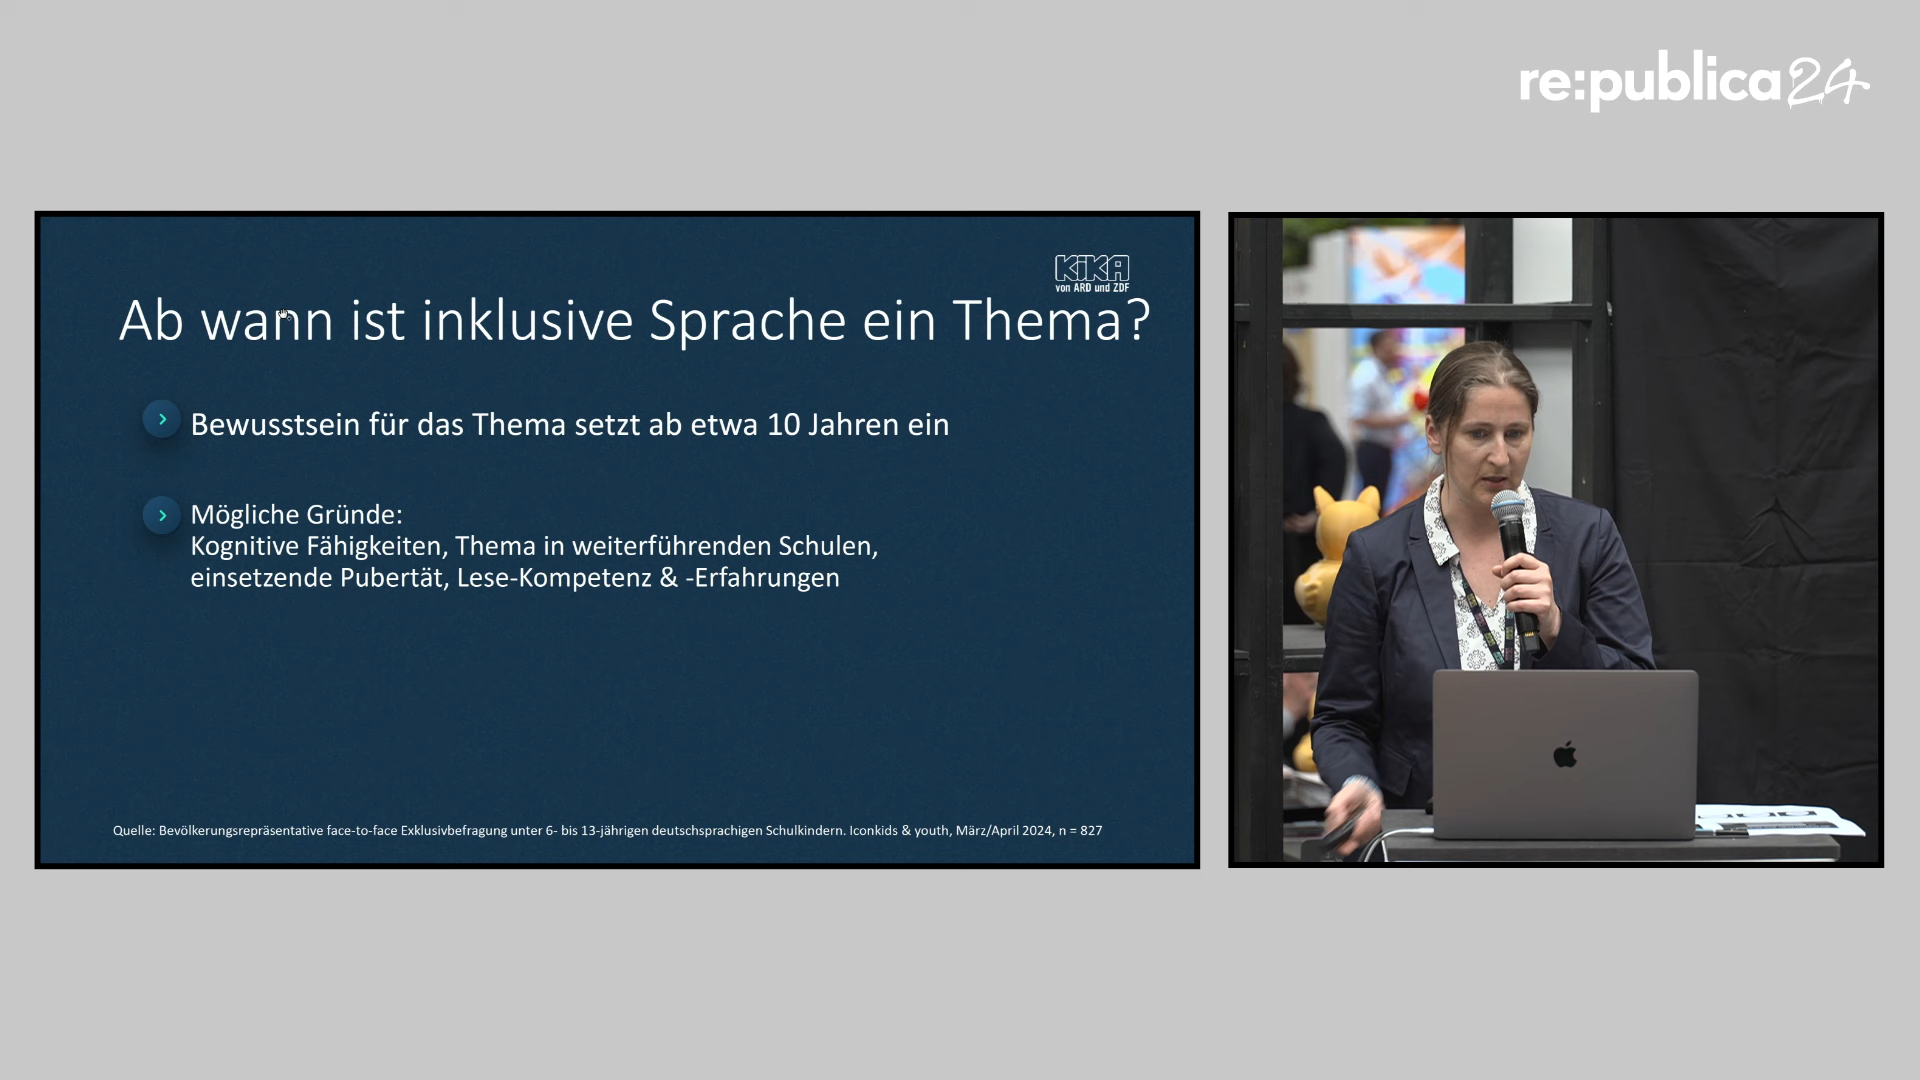 re:publica 24
KiKA
von ARD und ZDF
Ab wann ist inklusive Sprache ein Thema?
Bewusstsein für das Thema setzt ab etwa 10 Jahren ein
Mögliche Gründe:
Kognitive Fähigkeiten, Thema in weiterführenden Schulen,
einsetzende Pubertät, Lese-Kompetenz & -Erfahrungen
Quelle: Bevölkerungsrepräsentative face-to-face Exklusivbefragung unter 6- bis 13-jährigen deutschsprachigen Schulkindern. Iconkids & youth, März/April 2024, n = 827